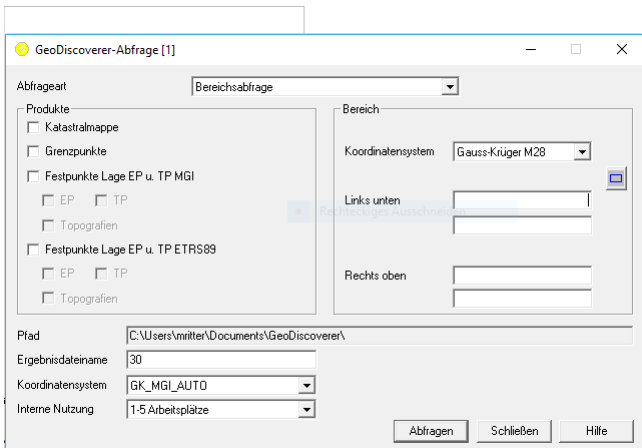 GeoDiscoverer-Abfrage [1]
Abfrageart Bereichsabfrage
Produkte
Katastralmappe
Grenzpunkte
Festpunkte Lage EP u. TP MGI
EP TP
Topografien
Festpunkte Lage EP u. TP ETRS89
EP TP
Topografien
Bereich
Koordinatensystem Gauss-Krüger M28
Links unten
Rechteckiges Ausschneiden
Rechts oben
Pfad C:\Users\mritter\Documents\GeoDiscoverer\
Ergebnisdateiname 30
Koordinatensystem GK_MGI_AUTO
Interne Nutzung 1-5 Arbeitsplätze
Abfragen Schließen Hilfe